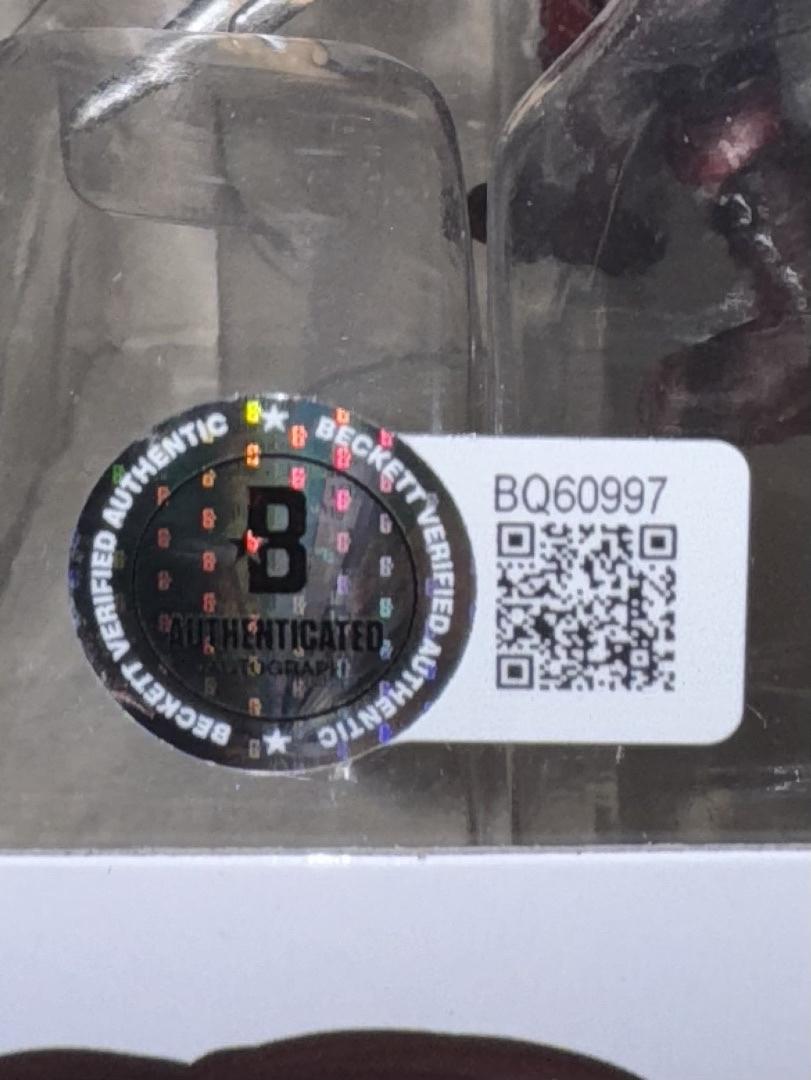 BECKETT VERIFIED AUTHENTIC ★ BECKETT VERIFIED AUTHENTIC ★
B
AUTHENTICATED
AUTOGRAPH
BQ60997